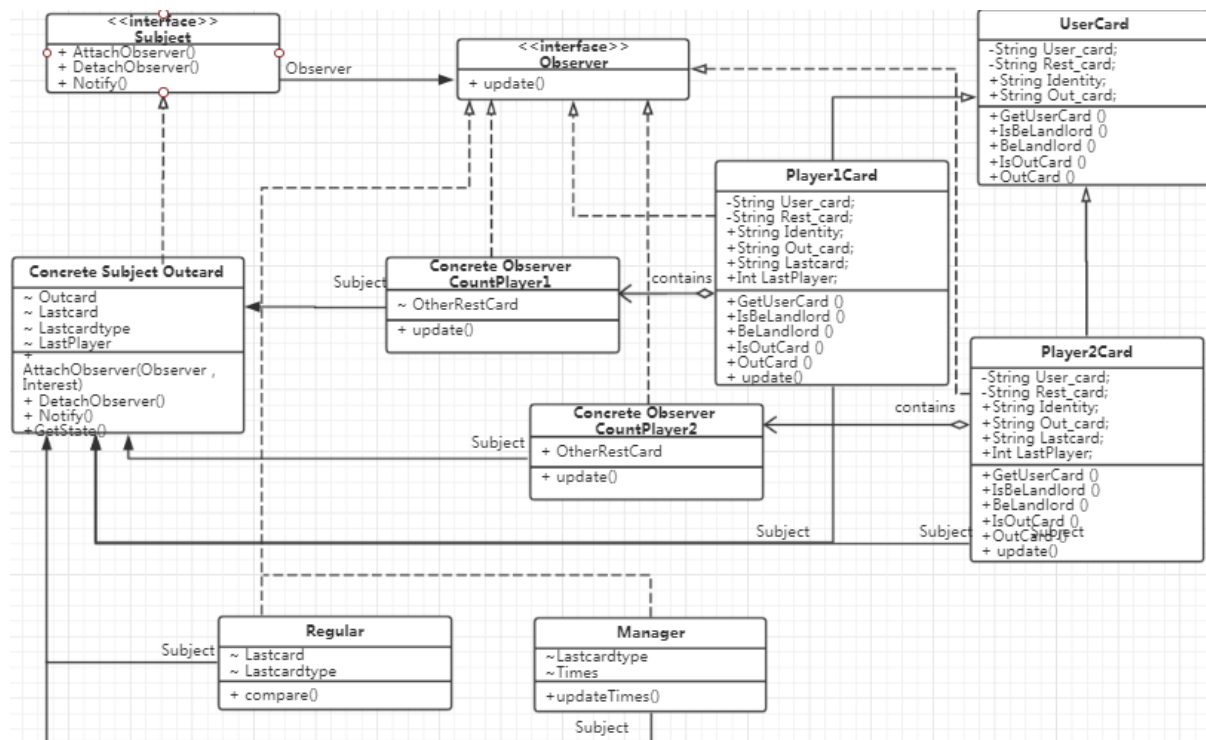 <<interface>>
Subject
+ AttachObserver()
+ DetachObserver()
+ Notify()
Observer
<<interface>>
Observer
+ update()
UserCard
-String User_card;
-String Rest_card;
+String Identity;
+String Out_card;
+GetUserCard ()
+IsBeLandlord ()
+BeLandlord ()
+IsOutCard ()
+OutCard ()
Player1Card
-String User_card;
-String Rest_card;
+String Identity;
+String Out_card;
+String Lastcard;
+Int LastPlayer;
+GetUserCard ()
+IsBeLandlord ()
+BeLandlord ()
+IsOutCard ()
+OutCard ()
+ update()
Concrete Subject Outcard
~ Outcard
~ Lastcard
~ Lastcardtype
~ LastPlayer
+
AttachObserver(Observer ,
Interest)
+ DetachObserver()
+ Notify()
+GetState()
Subject
Concrete Observer
CountPlayer1
~ OtherRestCard
+ update()
contains
Player2Card
-String User_card;
-String Rest_card;
+String Identity;
+String Out_card;
+String Lastcard;
+Int LastPlayer;
+GetUserCard ()
+IsBeLandlord ()
+BeLandlord ()
+IsOutCard ()
+OutCard ()
+ update()
contains
Concrete Observer
CountPlayer2
+ OtherRestCard
+ update()
Subject
Subject
Subject
Subject
Regular
~ Lastcard
~ Lastcardtype
+ compare()
Subject
Manager
~Lastcardtype
~Times
+updateTimes()
Subject